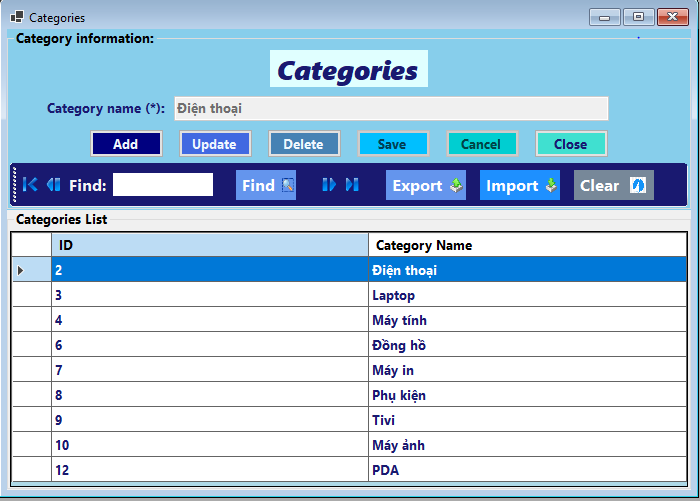 Categories
Category information:
Categories
Category name (*): Điện thoại
Add Update Delete Save Cancel Close
Find: Find Export Import Clear
Categories List
ID Category Name
2 Điện thoại
3 Laptop
4 Máy tính
6 Đồng hồ
7 Máy in
8 Phụ kiện
9 Tivi
10 Máy ảnh
12 PDA